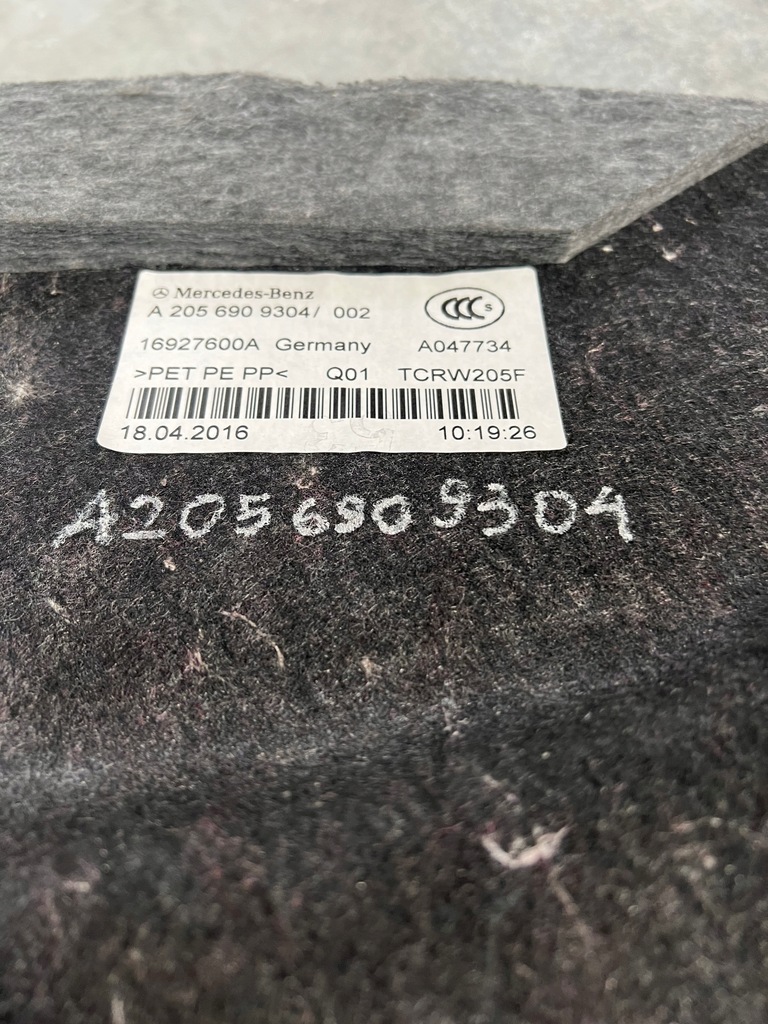 Mercedes-Benz
A 205 690 9304/ 002
CCC S
16927600A Germany A047734
>PET PE PP< Q01 TCRW205F
18.04.2016 10:19:26
A2056909304